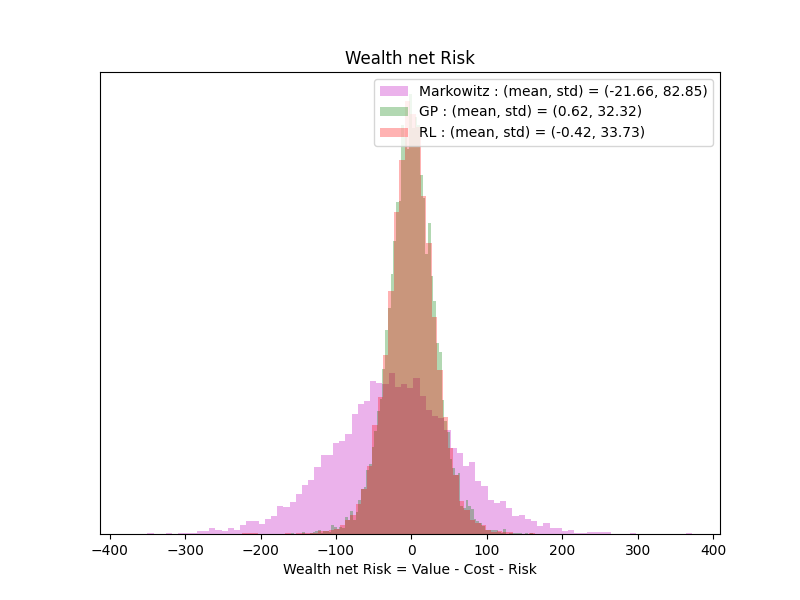 Wealth net Risk
Markowitz : (mean, std) = (-21.66, 82.85)
GP : (mean, std) = (0.62, 32.32)
RL : (mean, std) = (-0.42, 33.73)
−400 −300 −200 −100 0 100 200 300 400
Wealth net Risk = Value - Cost - Risk